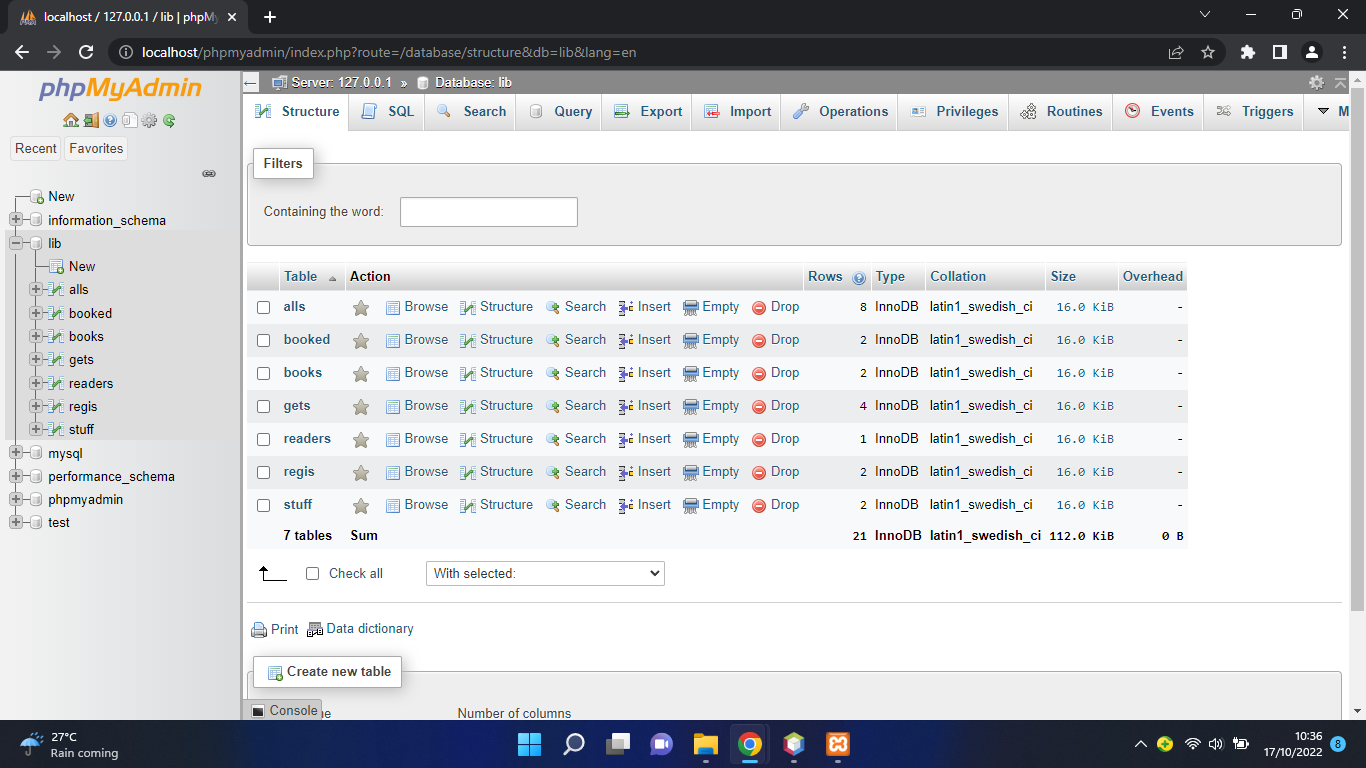 localhost / 127.0.0.1 / lib | phpMy
localhost/phpmyadmin/index.php?route=/database/structure&db=lib&lang=en
phpMyAdmin
Recent Favorites
New
information_schema
lib
New
alls
booked
books
gets
readers
regis
stuff
mysql
performance_schema
phpmyadmin
test
Server: 127.0.0.1 » Database: lib
Structure SQL Search Query Export Import Operations Privileges Routines Events Triggers M
Filters
Containing the word:
Table Action Rows Type Collation Size Overhead
alls Browse Structure Search Insert Empty Drop 8 InnoDB latin1_swedish_ci 16.0 KiB -
booked Browse Structure Search Insert Empty Drop 2 InnoDB latin1_swedish_ci 16.0 KiB -
books Browse Structure Search Insert Empty Drop 2 InnoDB latin1_swedish_ci 16.0 KiB -
gets Browse Structure Search Insert Empty Drop 4 InnoDB latin1_swedish_ci 16.0 KiB -
readers Browse Structure Search Insert Empty Drop 1 InnoDB latin1_swedish_ci 16.0 KiB -
regis Browse Structure Search Insert Empty Drop 2 InnoDB latin1_swedish_ci 16.0 KiB -
stuff Browse Structure Search Insert Empty Drop 2 InnoDB latin1_swedish_ci 16.0 KiB -
7 tables Sum 21 InnoDB latin1_swedish_ci 112.0 KiB 0 B
Check all With selected:
Print Data dictionary
Create new table
Console
Number of columns
27°C
Rain coming
10:36
17/10/2022 8